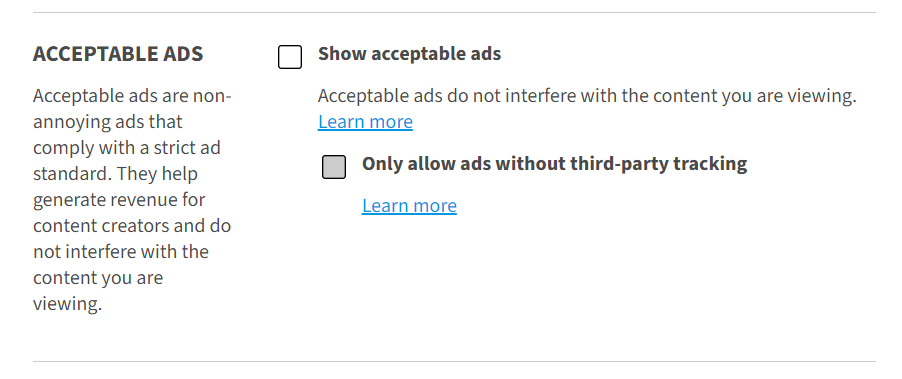 ACCEPTABLE ADS
Acceptable ads are non-
annoying ads that
comply with a strict ad
standard. They help
generate revenue for
content creators and do
not interfere with the
content you are
viewing.
Show acceptable ads
Acceptable ads do not interfere with the content you are viewing.
Learn more
Only allow ads without third-party tracking
Learn more